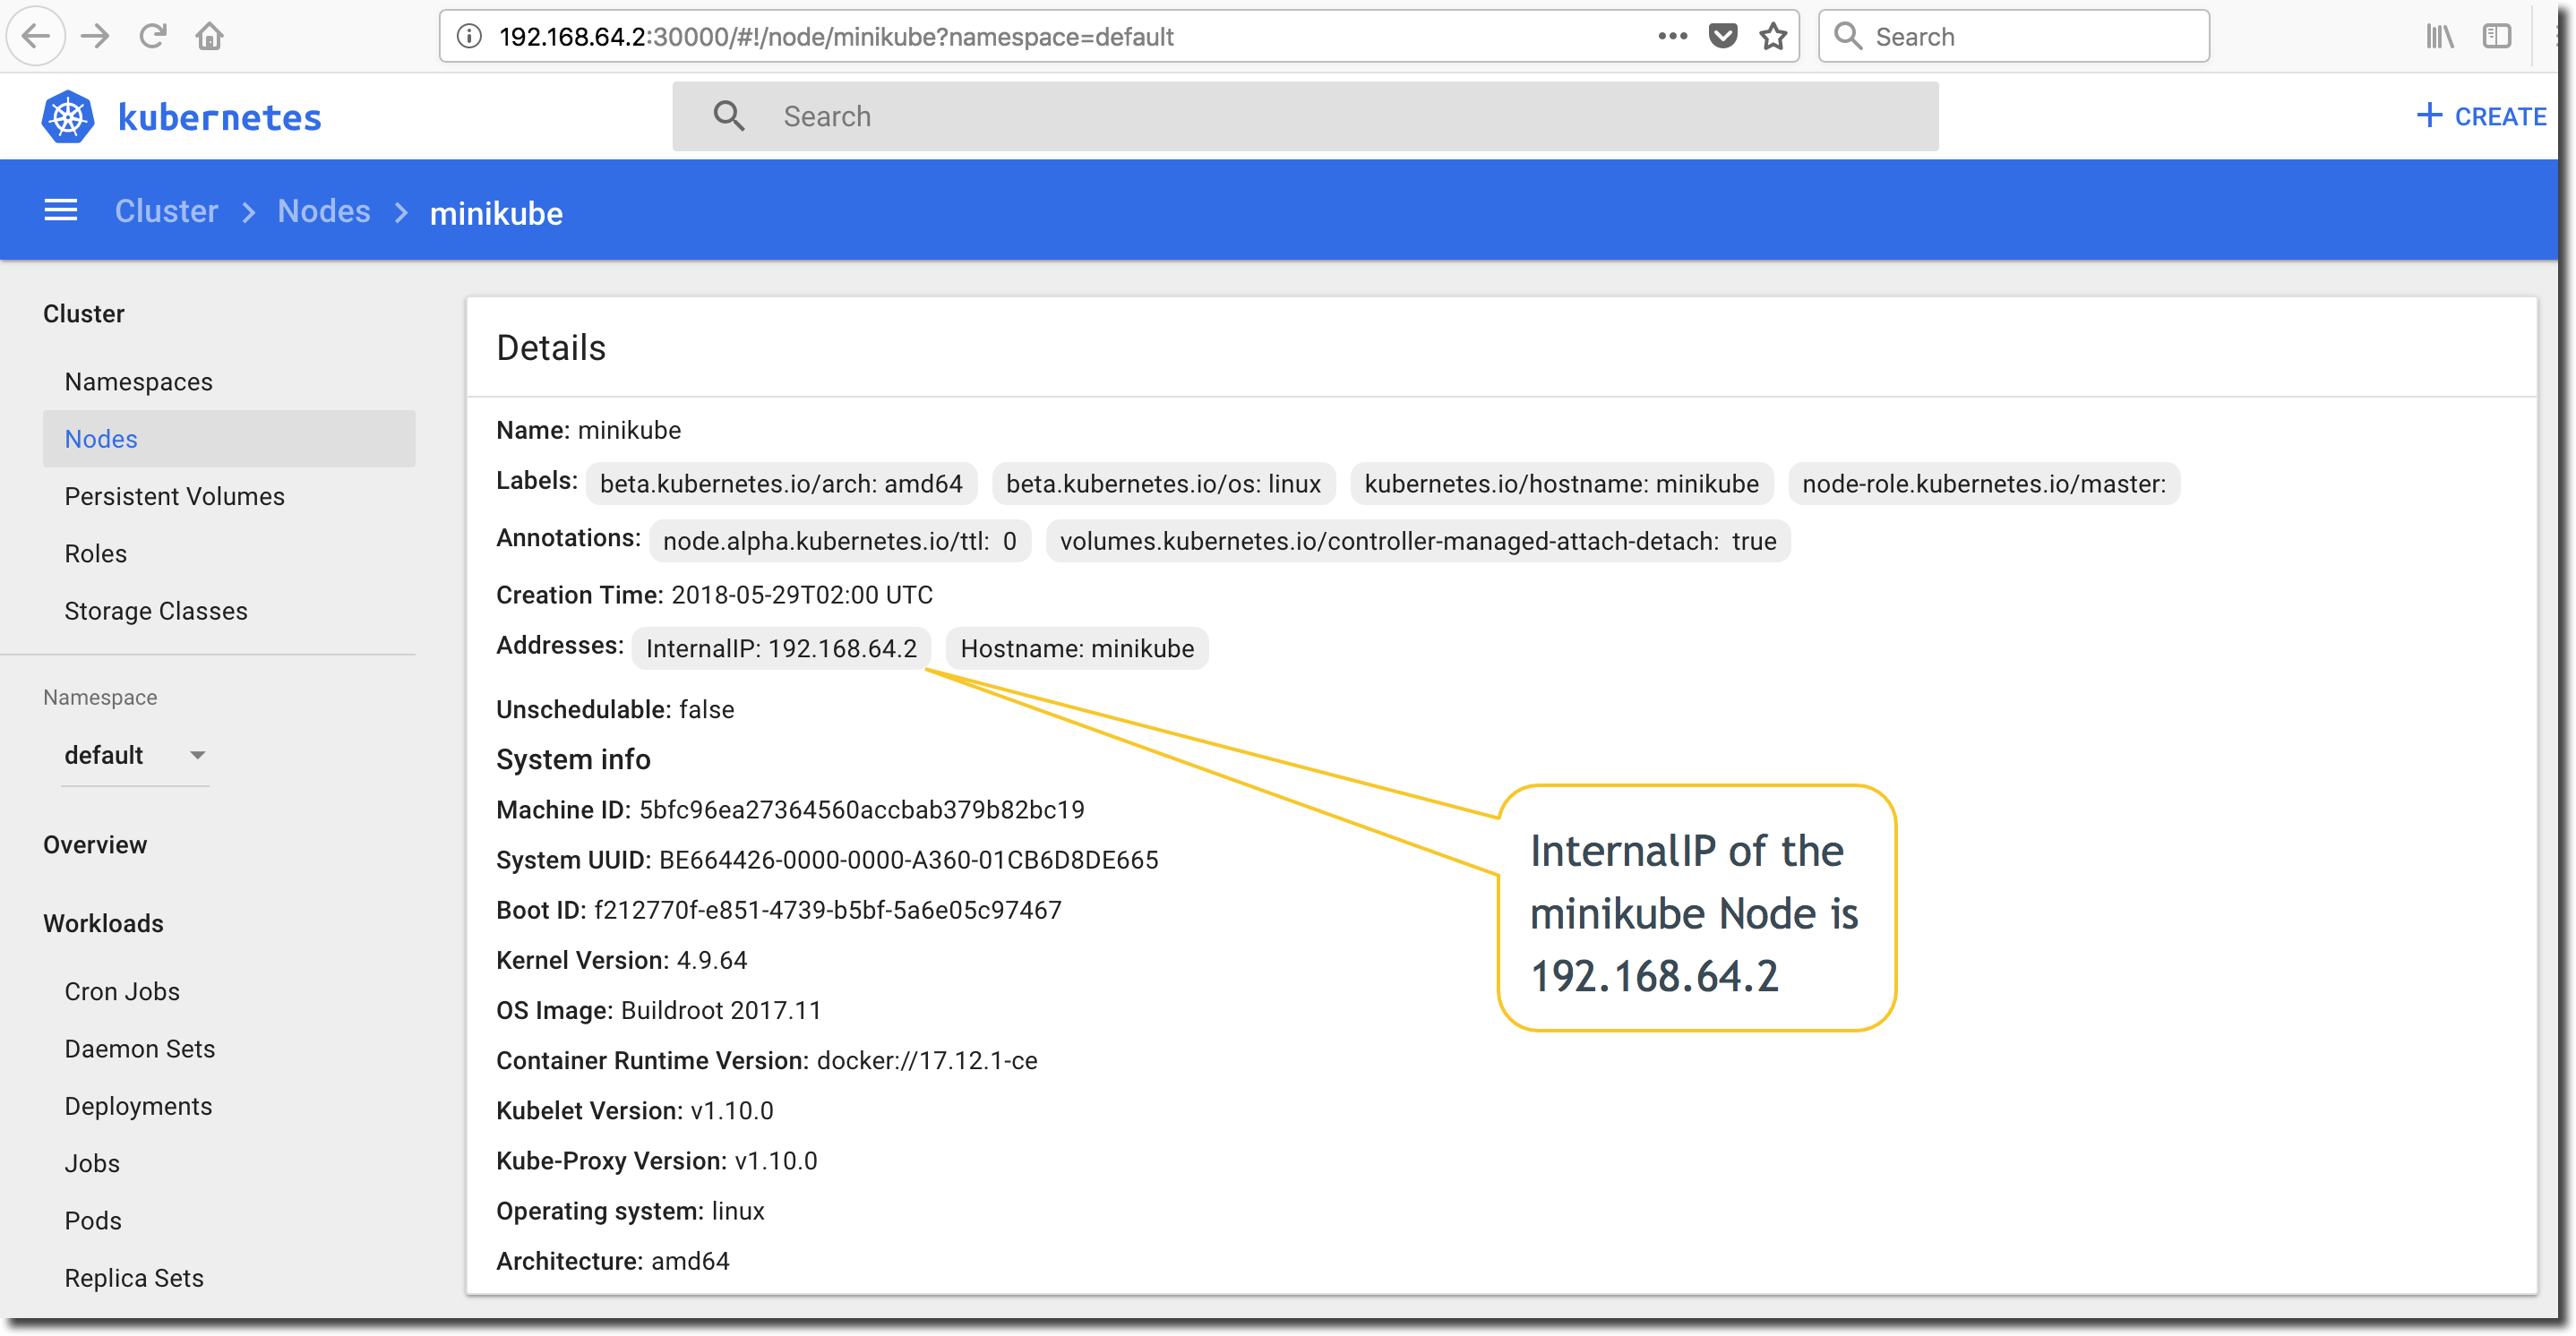 192.168.64.2:30000/#!/node/minikube?namespace=default
Search
kubernetes
Search
+ CREATE
Cluster > Nodes > minikube
Cluster
Namespaces
Nodes
Persistent Volumes
Roles
Storage Classes
Namespace
default
Overview
Workloads
Cron Jobs
Daemon Sets
Deployments
Jobs
Pods
Replica Sets
Details
Name: minikube
Labels: beta.kubernetes.io/arch: amd64 beta.kubernetes.io/os: linux kubernetes.io/hostname: minikube node-role.kubernetes.io/master:
Annotations: node.alpha.kubernetes.io/ttl: 0 volumes.kubernetes.io/controller-managed-attach-detach: true
Creation Time: 2018-05-29T02:00 UTC
Addresses: InternalIP: 192.168.64.2 Hostname: minikube
Unschedulable: false
System info
Machine ID: 5bfc96ea27364560accbab379b82bc19
System UUID: BE664426-0000-0000-A360-01CB6D8DE665
Boot ID: f212770f-e851-4739-b5bf-5a6e05c97467
Kernel Version: 4.9.64
OS Image: Buildroot 2017.11
Container Runtime Version: docker://17.12.1-ce
Kubelet Version: v1.10.0
Kube-Proxy Version: v1.10.0
Operating system: linux
Architecture: amd64
InternalIP of the
minikube Node is
192.168.64.2